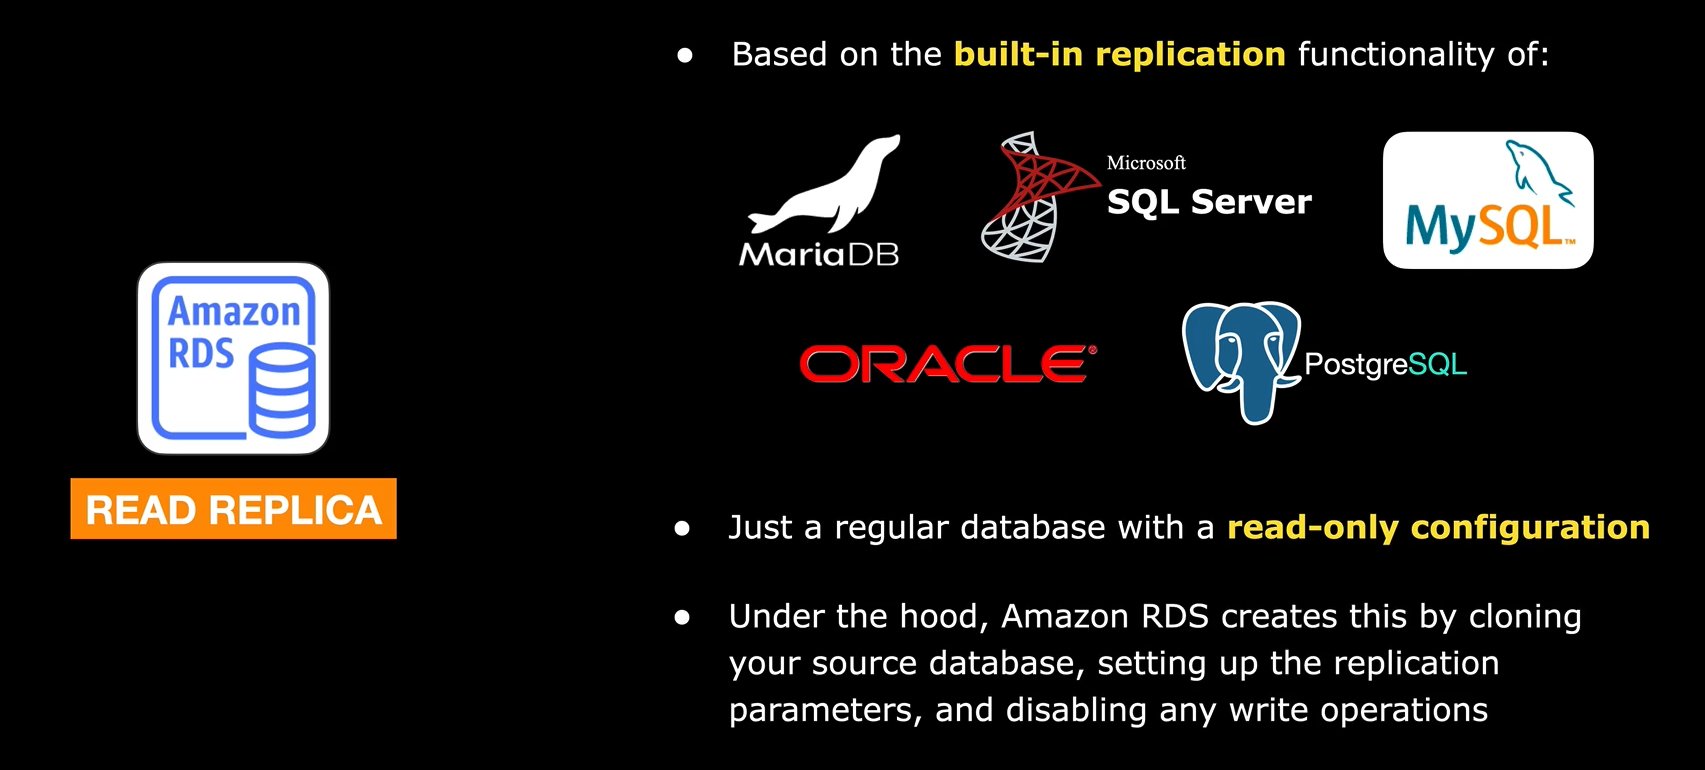 ● Based on the built-in replication functionality of:
MariaDB
Microsoft
SQL Server
MySQL™
ORACLE®
PostgreSQL
Amazon
RDS
READ REPLICA
● Just a regular database with a read-only configuration
● Under the hood, Amazon RDS creates this by cloning
your source database, setting up the replication
parameters, and disabling any write operations